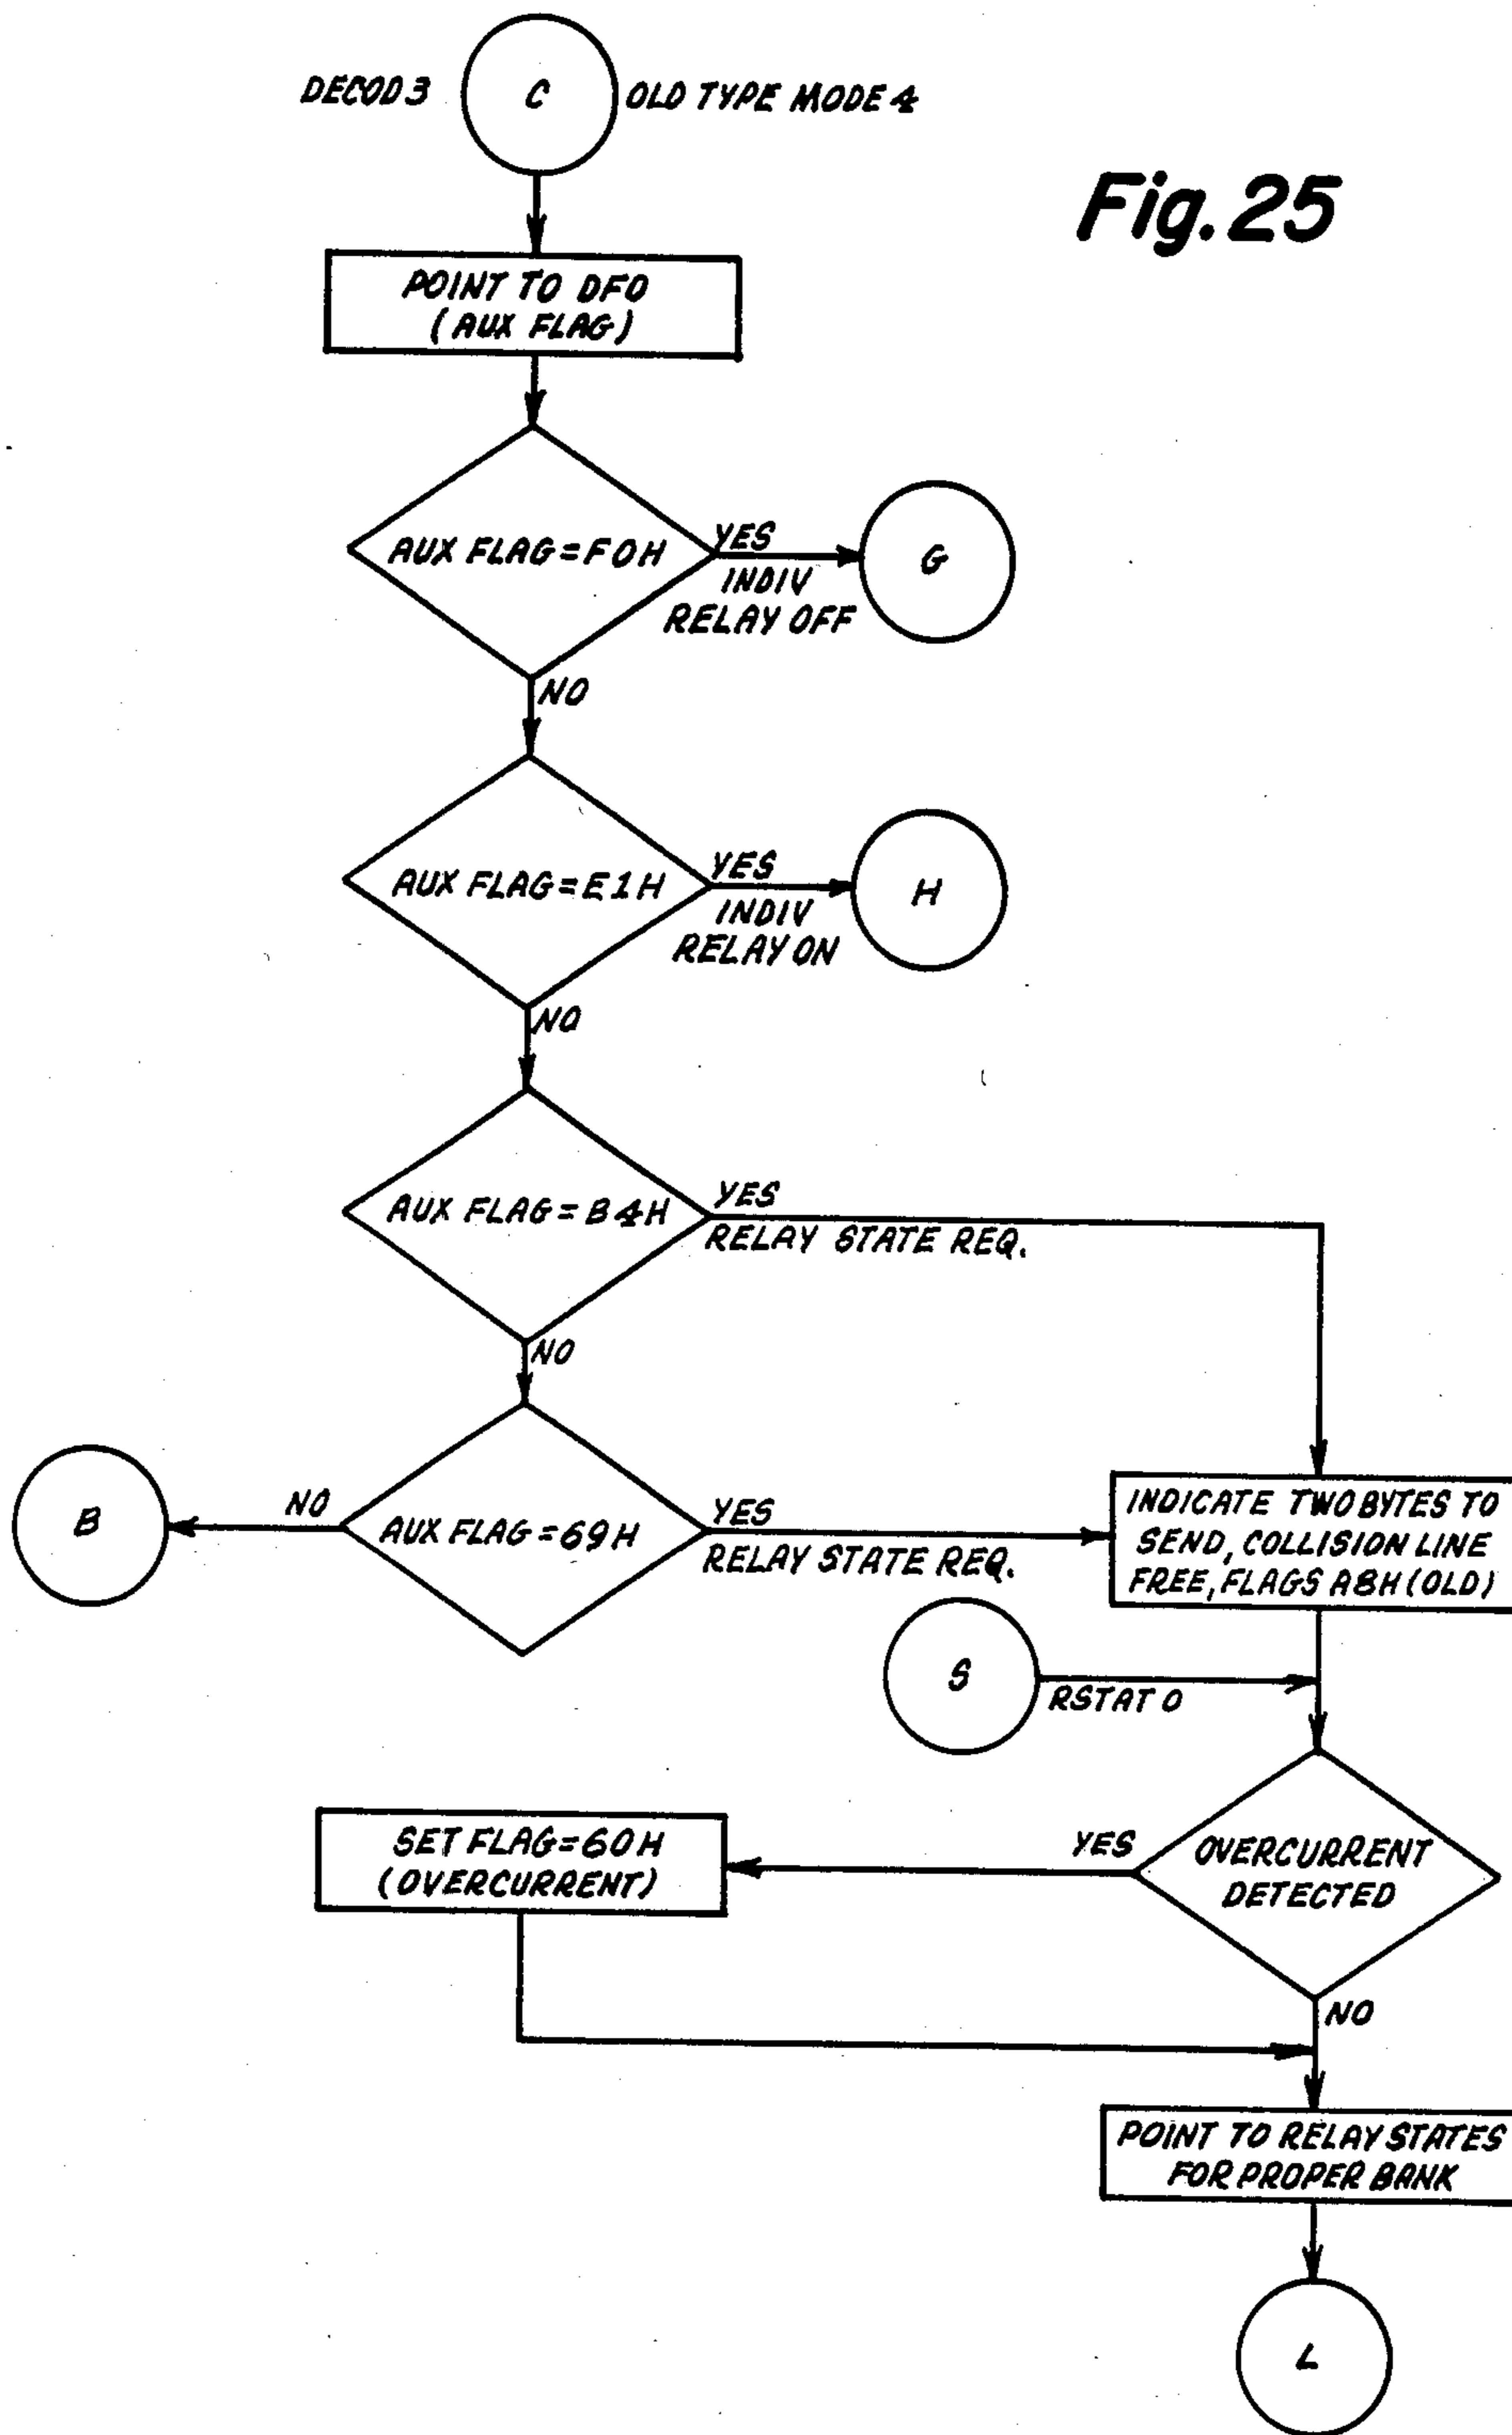 DECOD 3
C
OLD TYPE MODE 4
Fig. 25
POINT TO DFO
(AUX FLAG)
AUX FLAG = F0H
YES
INDIV
RELAY OFF
G
NO
AUX FLAG = E1H
YES
INDIV
RELAY ON
H
NO
AUX FLAG = B4H
YES
RELAY STATE REQ.
NO
B
NO
AUX FLAG = 69H
YES
RELAY STATE REQ.
INDICATE TWO BYTES TO
SEND, COLLISION LINE
FREE, FLAGS A8H (OLD)
S
RSTAT 0
SET FLAG = 60H
(OVERCURRENT)
YES
OVERCURRENT
DETECTED
NO
POINT TO RELAY STATES
FOR PROPER BANK
L